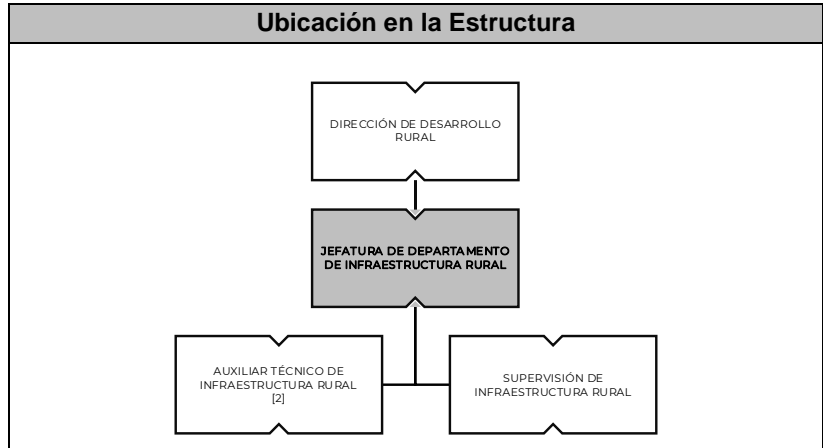 Ubicación en la Estructura
DIRECCIÓN DE DESARROLLO
RURAL
JEFATURA DE DEPARTAMENTO
DE INFRAESTRUCTURA RURAL
AUXILIAR TÉCNICO DE
INFRAESTRUCTURA RURAL
[2]
SUPERVISIÓN DE
INFRAESTRUCTURA RURAL